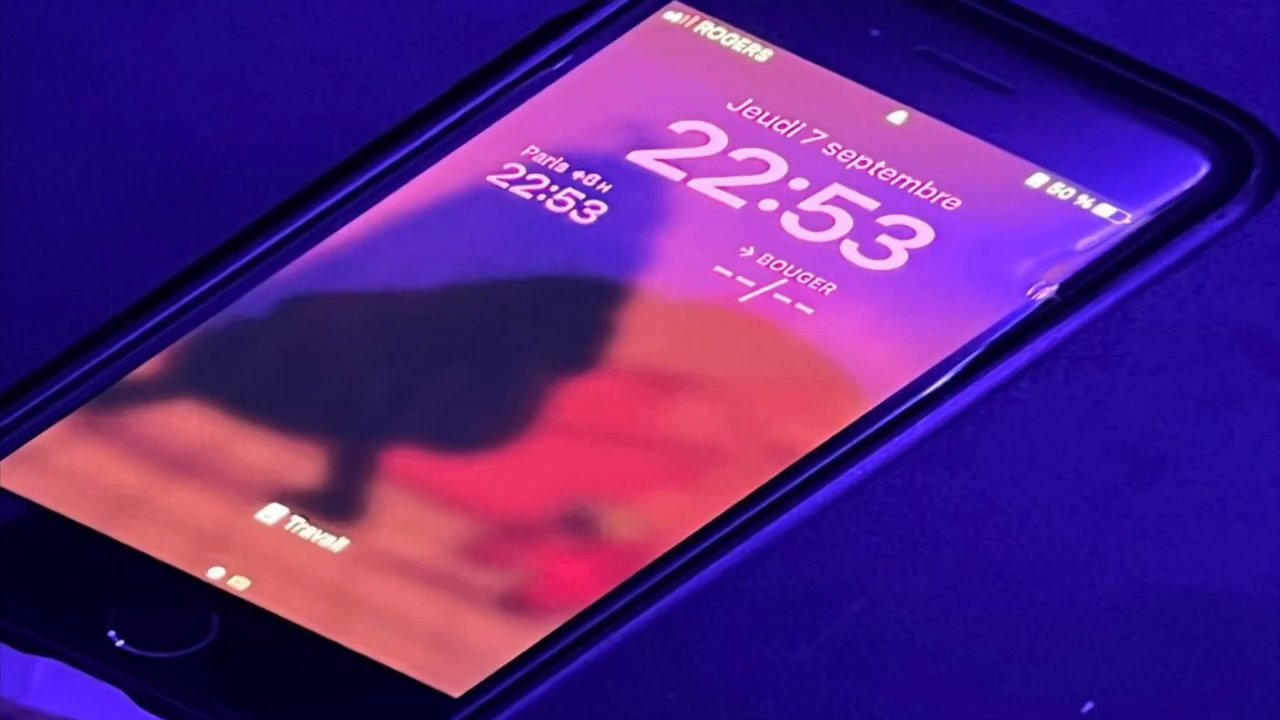 ROGERS
50 %
Jeudi 7 septembre
22:53
Paris +6 H
22:53
BOUGER
--/--
Travail